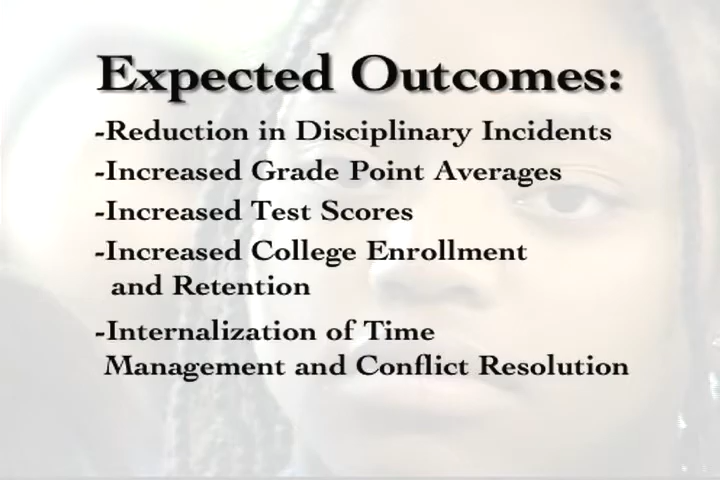 Expected Outcomes:
-Reduction in Disciplinary Incidents
-Increased Grade Point Averages
-Increased Test Scores
-Increased College Enrollment
and Retention
-Internalization of Time
Management and Conflict Resolution